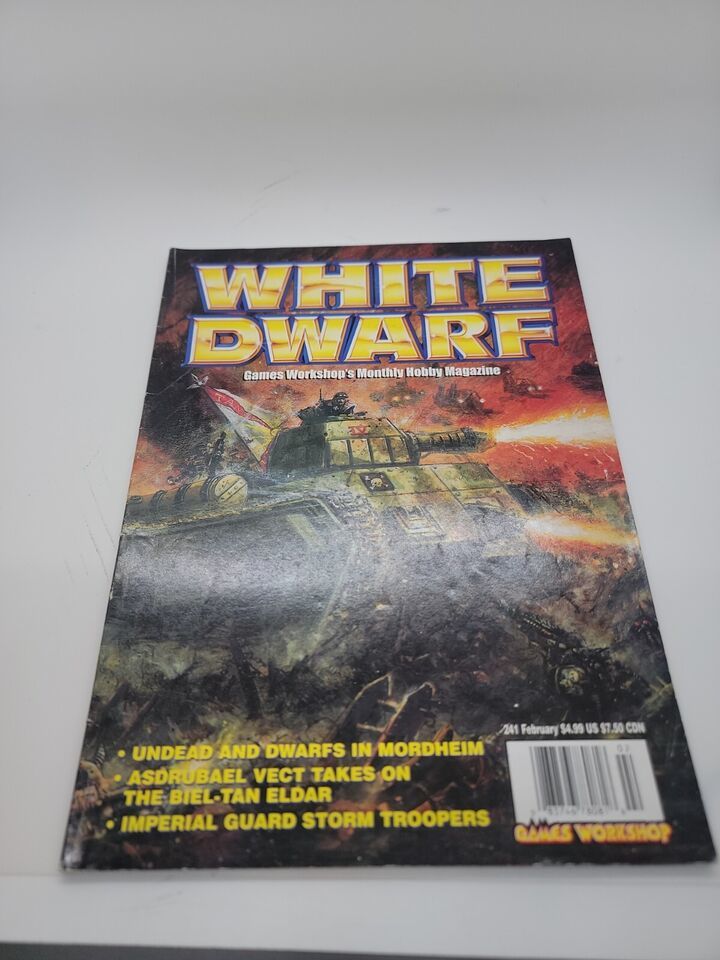 WHITE
DWARF
Games Workshop's Monthly Hobby Magazine
241 February $4.99 US $7.50 CDN
• UNDEAD AND DWARFS IN MORDHEIM
• ASDRUBAEL VECT TAKES ON
THE BIEL-TAN ELDAR
• IMPERIAL GUARD STORM TROOPERS
02
GAMES WORKSHOP